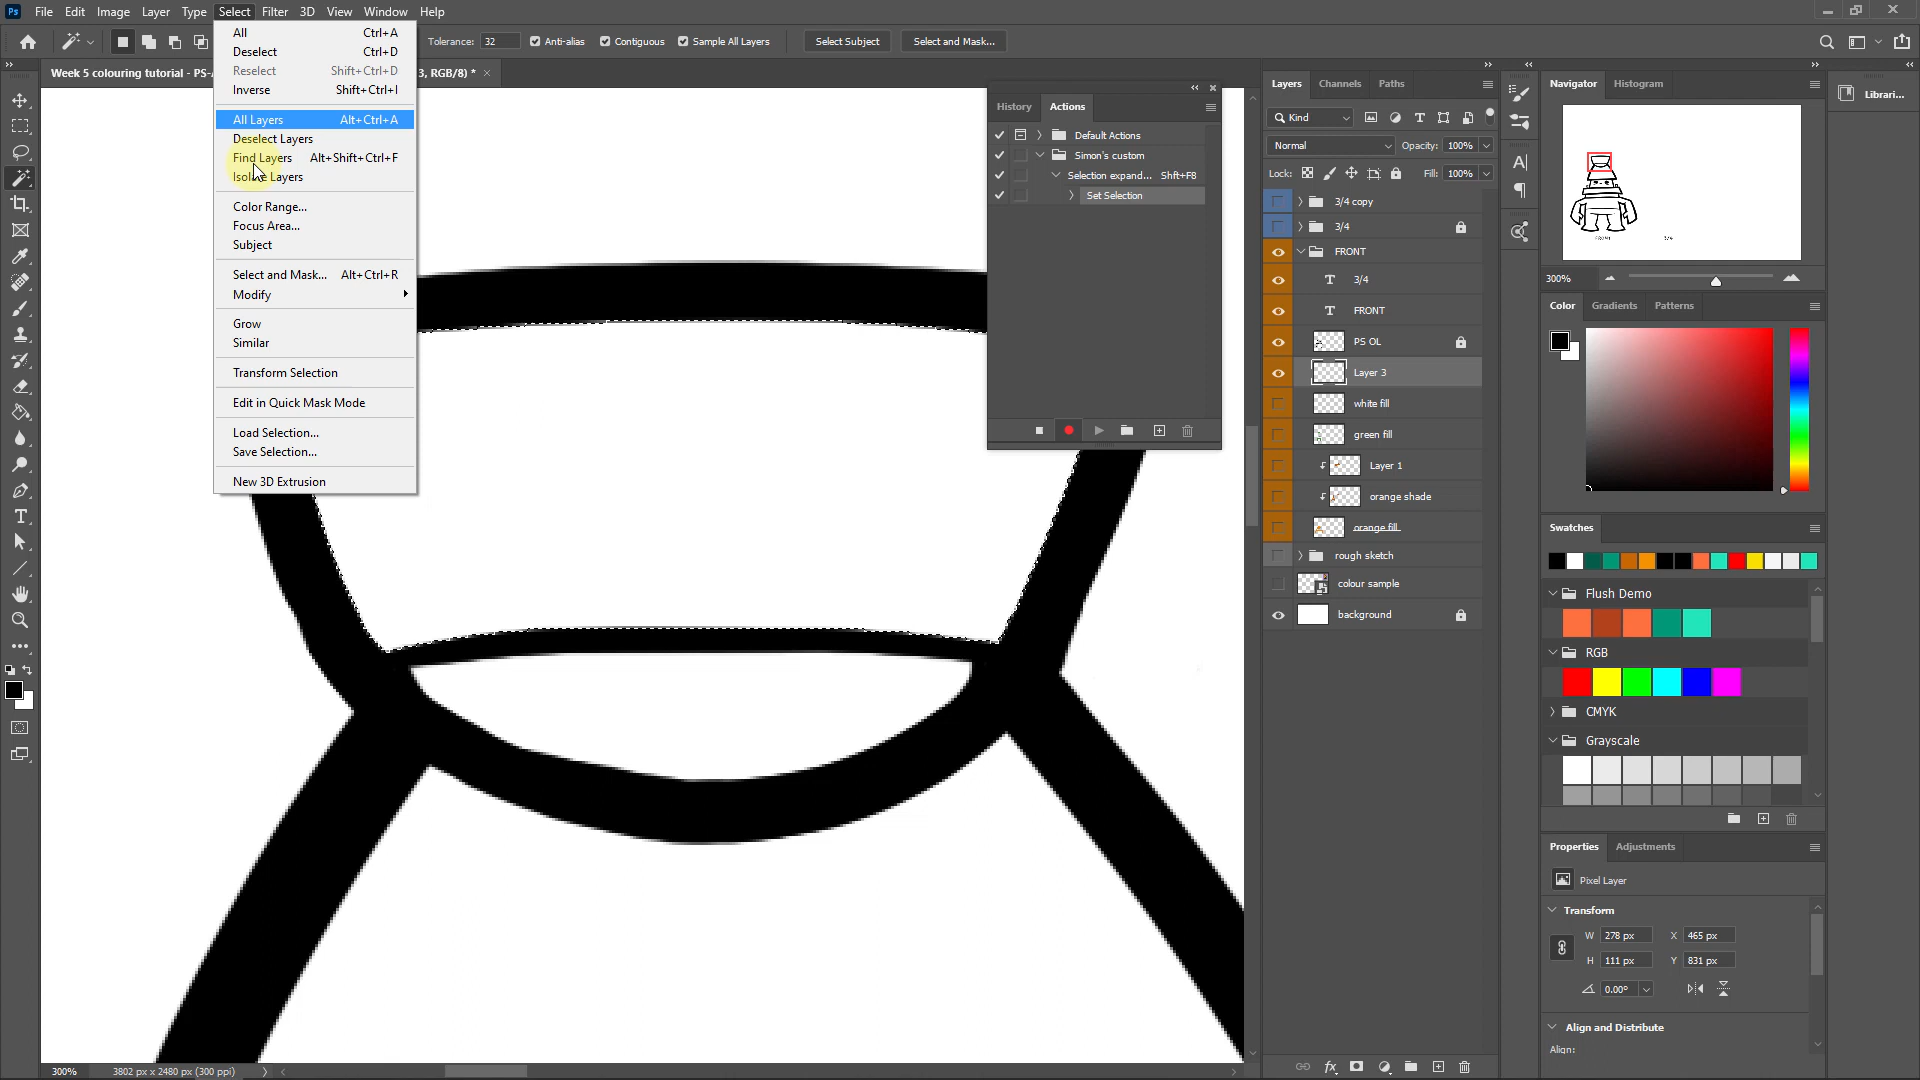 Ps File Edit Image Layer Type Select Filter 3D View Window Help
Tolerance: 32 Anti-alias Contiguous Sample All Layers Select Subject Select and Mask...
Week 5 colouring tutorial - PS-
3, RGB/8) * ×
All Ctrl+A
Deselect Ctrl+D
Reselect Shift+Ctrl+D
Inverse Shift+Ctrl+I
All Layers Alt+Ctrl+A
Deselect Layers
Find Layers Alt+Shift+Ctrl+F
Isolate Layers
Color Range...
Focus Area...
Subject
Select and Mask... Alt+Ctrl+R
Modify
Grow
Similar
Transform Selection
Edit in Quick Mask Mode
Load Selection...
Save Selection...
New 3D Extrusion
History Actions
Default Actions
Simon's custom
Selection expand... Shft+F8
Set Selection
Layers Channels Paths
Kind
Normal Opacity: 100%
Lock: Fill: 100%
3/4 copy
3/4
FRONT
T 3/4
T FRONT
PS OL
Layer 3
white fill
green fill
Layer 1
orange shade
orange fill
rough sketch
colour sample
background
Navigator Histogram
FRONT 3/4
300%
Color Gradients Patterns
Swatches
Flush Demo
RGB
CMYK
Grayscale
Properties Adjustments
Pixel Layer
Transform
W 278 px X 465 px
H 111 px Y 831 px
0.00°
Align and Distribute
Align:
Librari...
300% 3802 px x 2480 px (300 ppi)